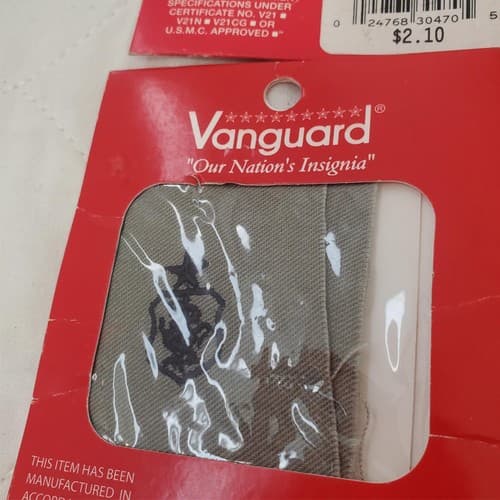 SPECIFICATIONS UNDER
CERTIFICATE NO. V21 ■
V21N ■ V21CG ■ OR
U.S.M.C. APPROVED ■™
0 24768 30470 5
$2.10
Vanguard®
"Our Nation's Insignia"
THIS ITEM HAS BEEN
MANUFACTURED IN